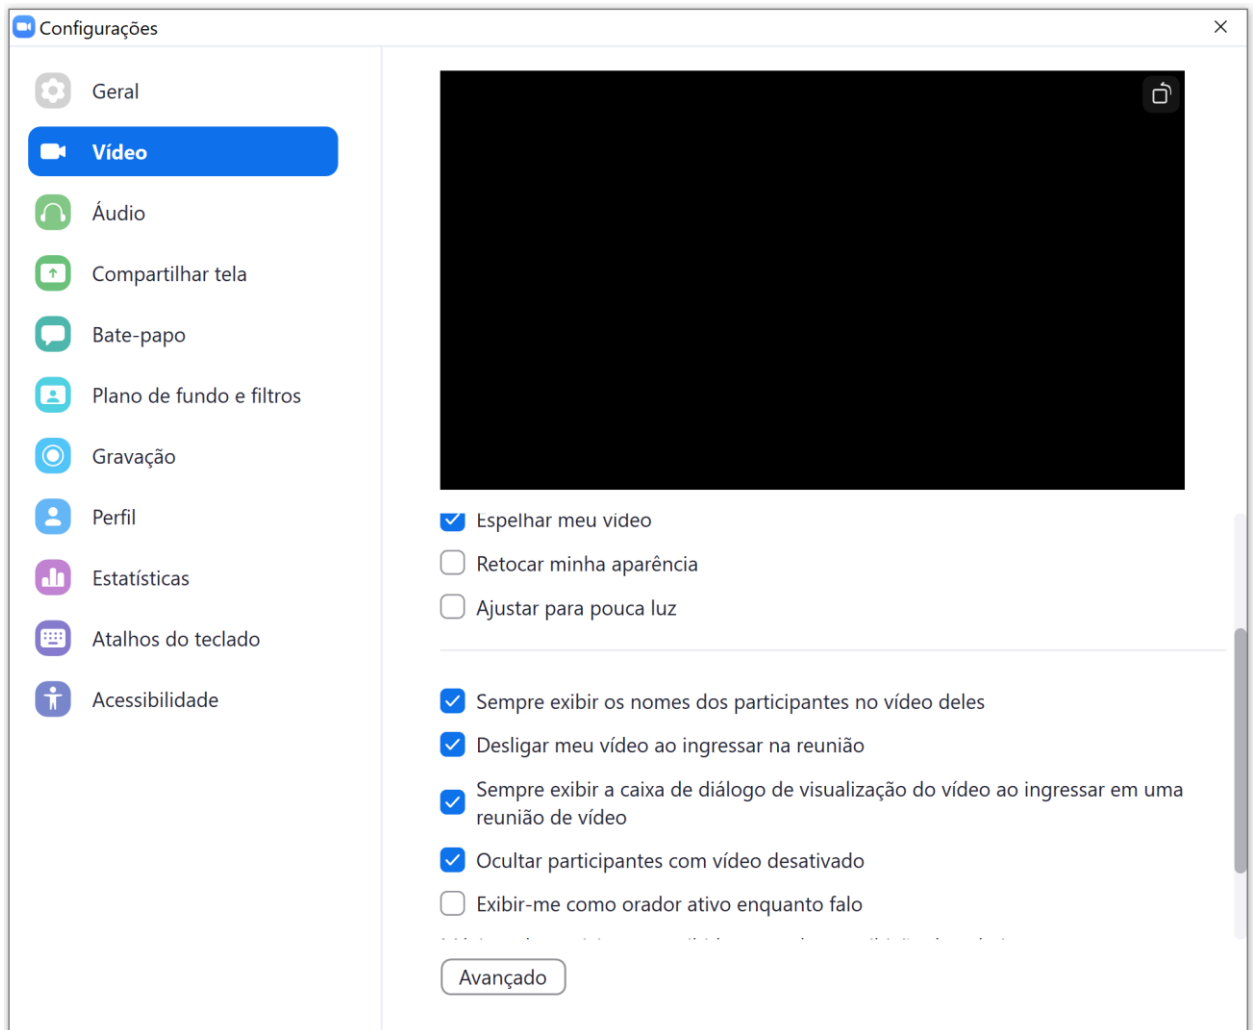 Configurações
Geral
Vídeo
Áudio
Compartilhar tela
Bate-papo
Plano de fundo e filtros
Gravação
Perfil
Estatísticas
Atalhos do teclado
Acessibilidade
Espelhar meu vídeo
Retocar minha aparência
Ajustar para pouca luz
Sempre exibir os nomes dos participantes no vídeo deles
Desligar meu vídeo ao ingressar na reunião
Sempre exibir a caixa de diálogo de visualização do vídeo ao ingressar em uma
reunião de vídeo
Ocultar participantes com vídeo desativado
Exibir-me como orador ativo enquanto falo
Avançado